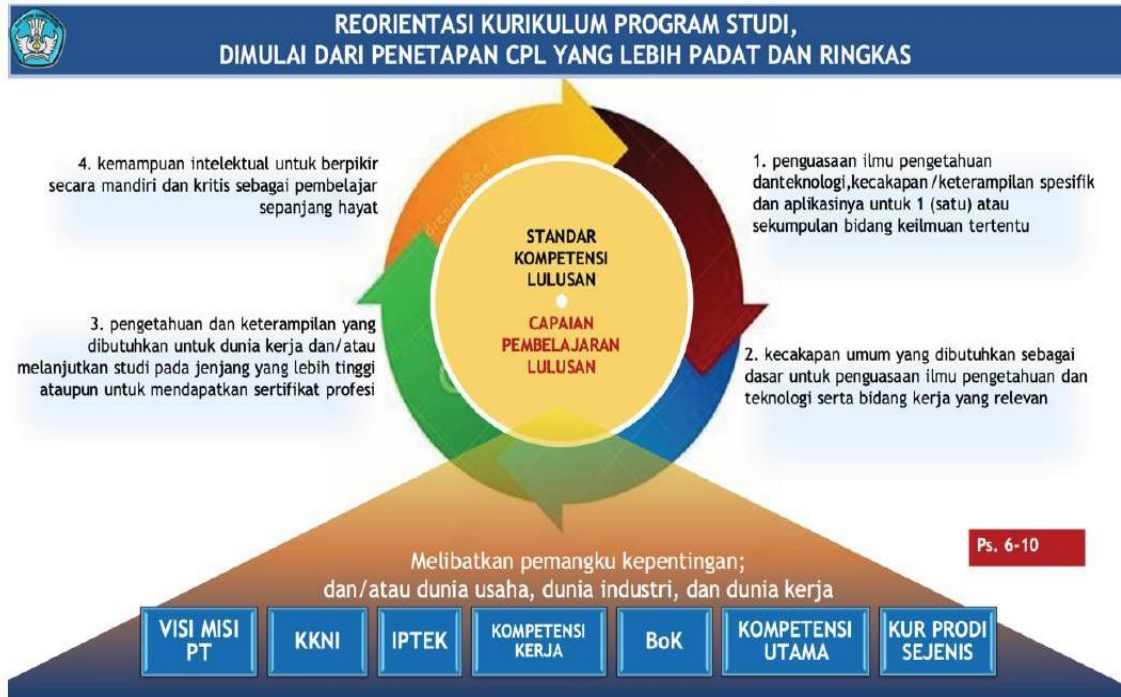 REORIENTASI KURIKULUM PROGRAM STUDI,
DIMULAI DARI PENETAPAN CPL YANG LEBIH PADAT DAN RINGKAS
4. kemampuan intelektual untuk berpikir
secara mandiri dan kritis sebagai pembelajar
sepanjang hayat
1. penguasaan ilmu pengetahuan
danteknologi,kecakapan/keterampilan spesifik
dan aplikasinya untuk 1 (satu) atau
sekumpulan bidang keilmuan tertentu
STANDAR
KOMPETENSI
LULUSAN
CAPAIAN
PEMBELAJARAN
LULUSAN
3. pengetahuan dan keterampilan yang
dibutuhkan untuk dunia kerja dan/atau
melanjutkan studi pada jenjang yang lebih tinggi
ataupun untuk mendapatkan sertifikat profesi
2. kecakapan umum yang dibutuhkan sebagai
dasar untuk penguasaan ilmu pengetahuan dan
teknologi serta bidang kerja yang relevan
Ps. 6-10
Melibatkan pemangku kepentingan;
dan/atau dunia usaha, dunia industri, dan dunia kerja
VISI MISI
PT
KKNI
IPTEK
KOMPETENSI
KERJA
BoK
KOMPETENSI
UTAMA
KUR PRODI
SEJENIS